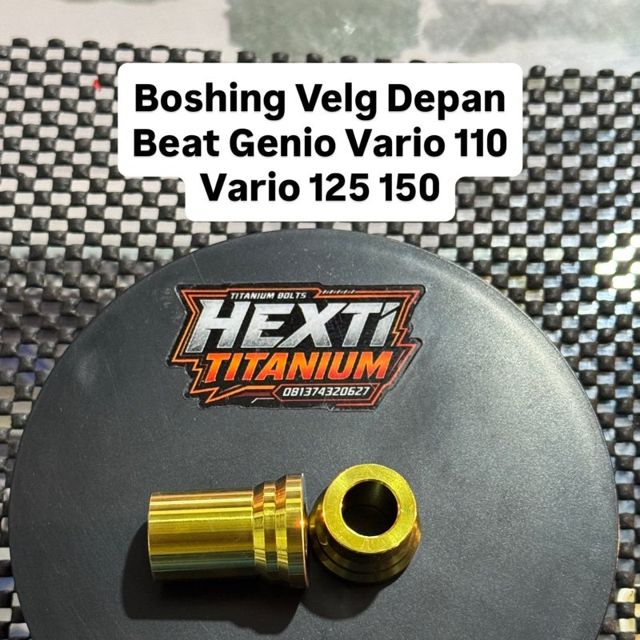 Boshing Velg Depan
Beat Genio Vario 110
Vario 125 150
TITANIUM BOLTS
HEXTI
TITANIUM
081374320627